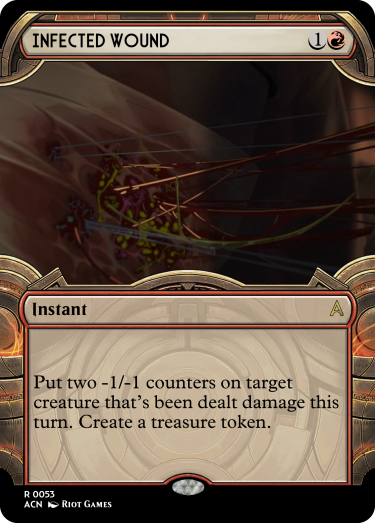 INFECTED WOUND 1
Instant
Put two -1/-1 counters on target
creature that's been dealt damage this
turn. Create a treasure token.
R 0053
ACN RIOT GAMES